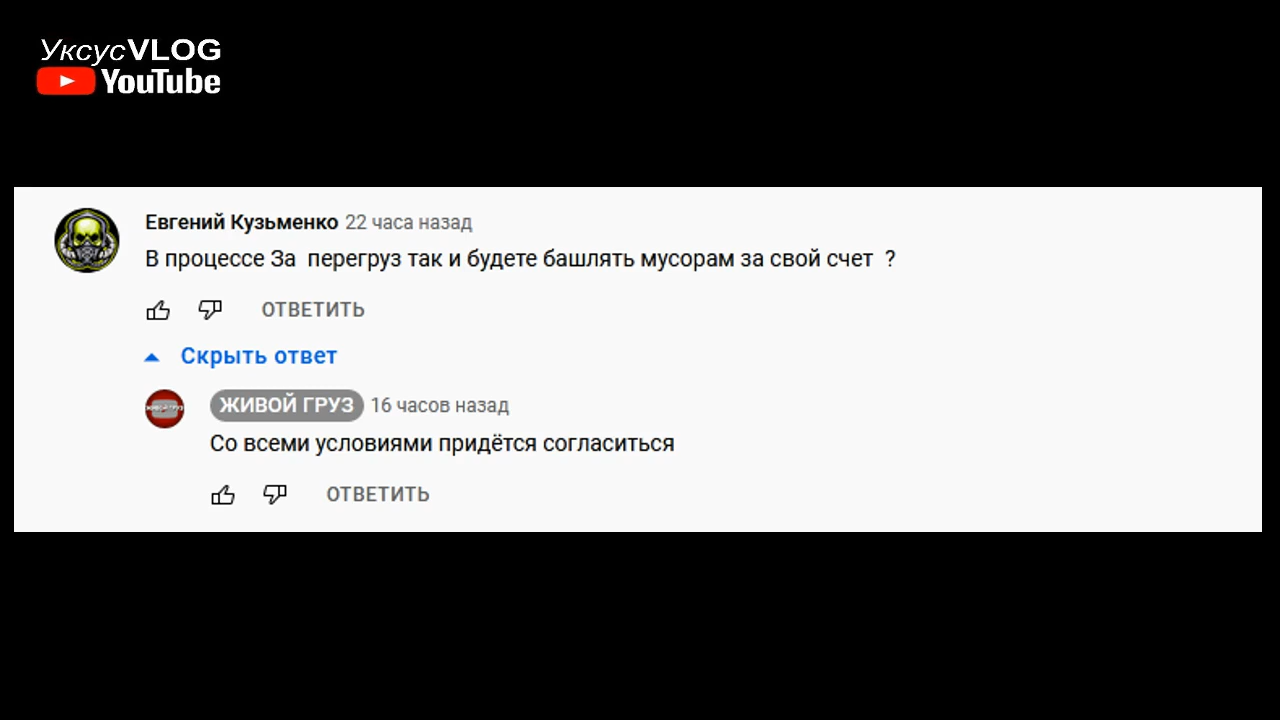 УксусVLOG
YouTube
Евгений Кузьменко 22 часа назад
В процессе За перегруз так и будете башлять мусорам за свой счет ?
ОТВЕТИТЬ
Скрыть ответ
ЖИВОЙ ГРУЗ 16 часов назад
Со всеми условиями придётся согласиться
ОТВЕТИТЬ